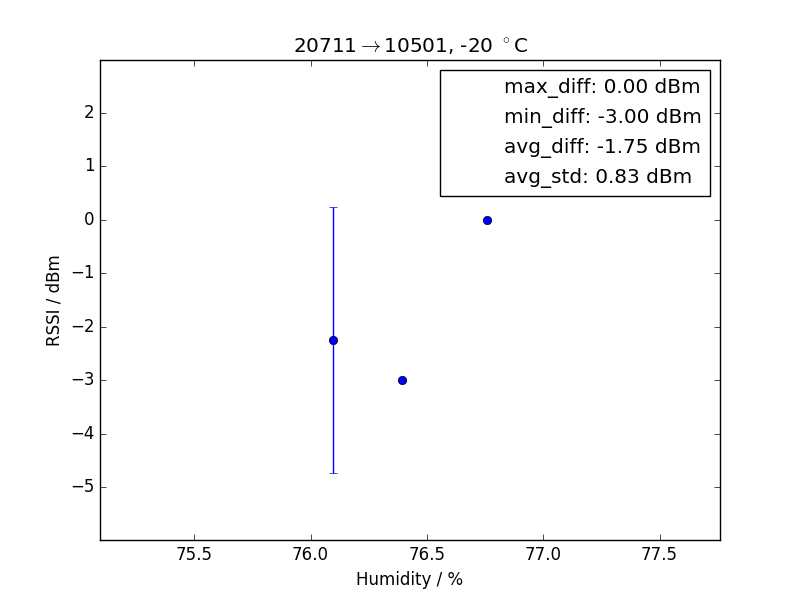 20711→10501, -20 °C
max_diff: 0.00 dBm
min_diff: -3.00 dBm
avg_diff: -1.75 dBm
avg_std: 0.83 dBm
RSSI / dBm
2
1
0
−1
−2
−3
−4
−5
75.5 76.0 76.5 77.0 77.5
Humidity / %